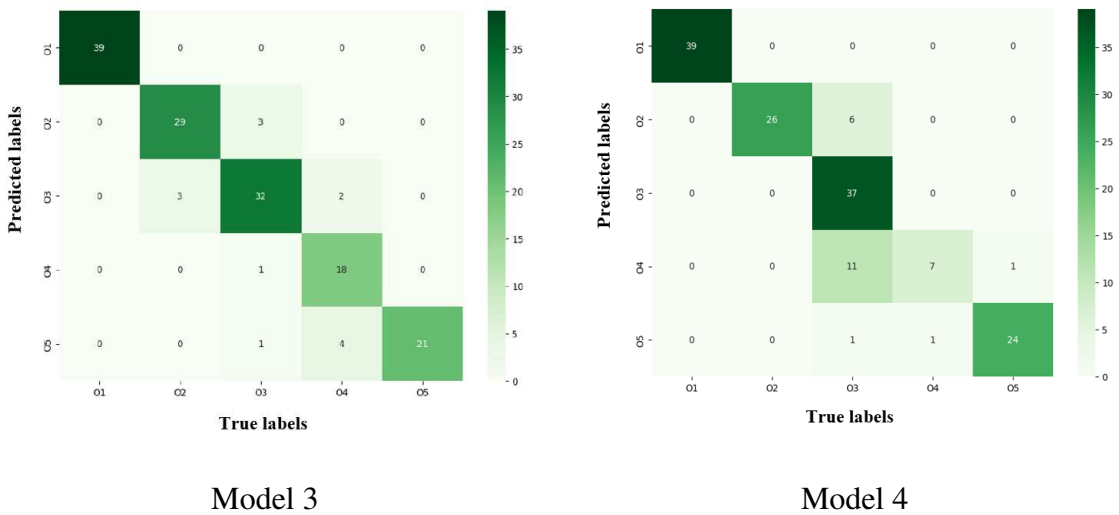 39 0 0 0 0
0 29 3 0 0
0 3 32 2 0
0 0 1 18 0
0 0 1 4 21
O1
O2
O3
O4
O5
Predicted labels
O1 O2 O3 O4 O5
True labels
35
30
25
20
15
10
5
0
Model 3
39 0 0 0 0
0 26 6 0 0
0 0 37 0 0
0 0 11 7 1
0 0 1 1 24
O1
O2
O3
O4
O5
Predicted labels
O1 O2 O3 O4 O5
True labels
35
30
25
20
15
10
5
0
Model 4